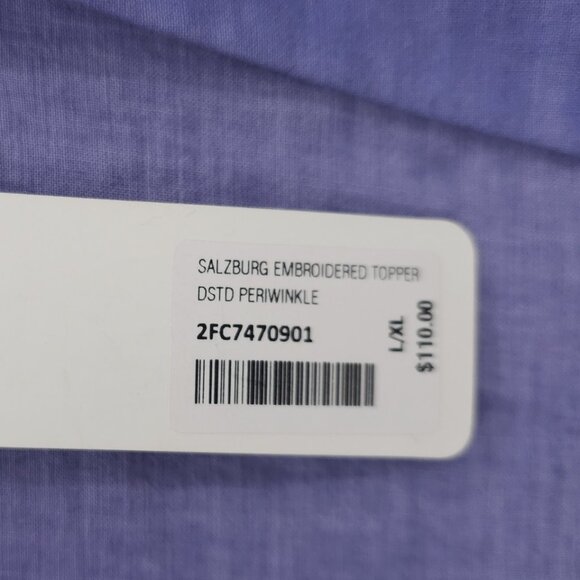 SALZBURG EMBROIDERED TOPPER
DSTD PERIWINKLE
2FC7470901
L/XL
$110.00